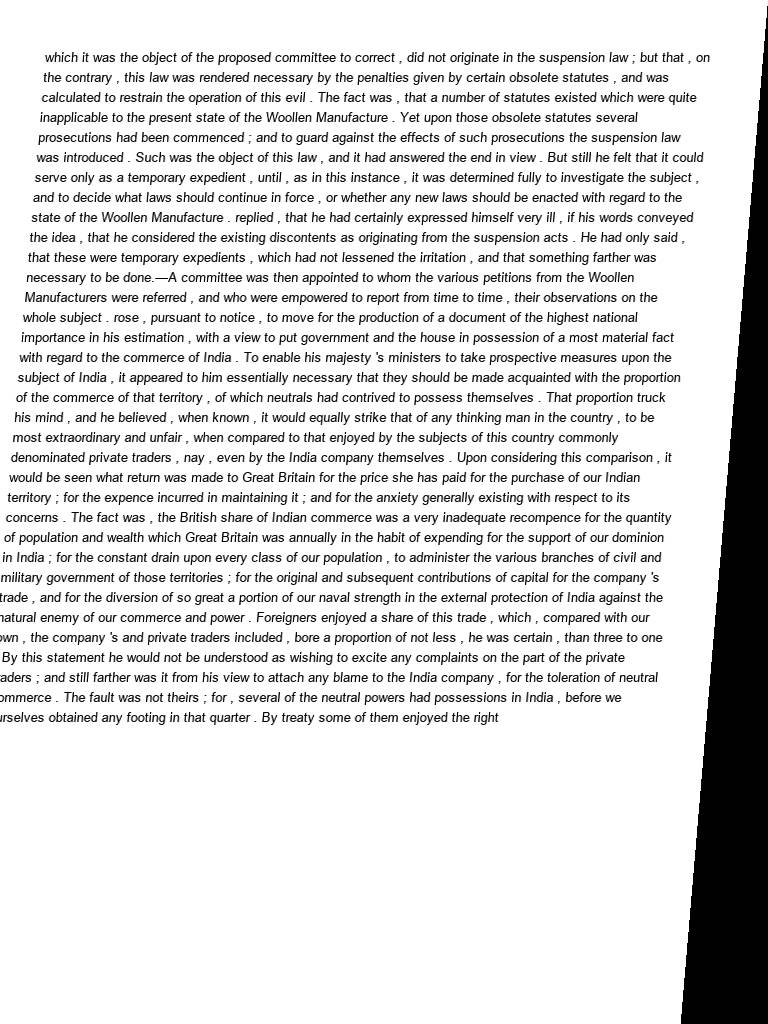 which it was the object of the proposed committee to correct , did not originate in the suspension law ; but that , on
the contrary , this law was rendered necessary by the penalties given by certain obsolete statutes , and was
calculated to restrain the operation of this evil . The fact was , that a number of statutes existed which were quite
inapplicable to the present state of the Woollen Manufacture . Yet upon those obsolete statutes several
prosecutions had been commenced ; and to guard against the effects of such prosecutions the suspension law
was introduced . Such was the object of this law , and it had answered the end in view . But still he felt that it could
serve only as a temporary expedient , until , as in this instance , it was determined fully to investigate the subject ,
and to decide what laws should continue in force , or whether any new laws should be enacted with regard to the
state of the Woollen Manufacture . replied , that he had certainly expressed himself very ill , if his words conveyed
the idea , that he considered the existing discontents as originating from the suspension acts . He had only said ,
that these were temporary expedients , which had not lessened the irritation , and that something farther was
necessary to be done.—A committee was then appointed to whom the various petitions from the Woollen
Manufacturers were referred , and who were empowered to report from time to time , their observations on the
whole subject . rose , pursuant to notice , to move for the production of a document of the highest national
importance in his estimation , with a view to put government and the house in possession of a most material fact
with regard to the commerce of India . To enable his majesty 's ministers to take prospective measures upon the
subject of India , it appeared to him essentially necessary that they should be made acquainted with the proportion
of the commerce of that territory , of which neutrals had contrived to possess themselves . That proportion truck
his mind , and he believed , when known , it would equally strike that of any thinking man in the country , to be
most extraordinary and unfair , when compared to that enjoyed by the subjects of this country commonly
denominated private traders , nay , even by the India company themselves . Upon considering this comparison , it
would be seen what return was made to Great Britain for the price she has paid for the purchase of our Indian
territory ; for the expence incurred in maintaining it ; and for the anxiety generally existing with respect to its
concerns . The fact was , the British share of Indian commerce was a very inadequate recompence for the quantity
of population and wealth which Great Britain was annually in the habit of expending for the support of our dominion
in India ; for the constant drain upon every class of our population , to administer the various branches of civil and
military government of those territories ; for the original and subsequent contributions of capital for the company 's
trade , and for the diversion of so great a portion of our naval strength in the external protection of India against the
natural enemy of our commerce and power . Foreigners enjoyed a share of this trade , which , compared with our
own , the company 's and private traders included , bore a proportion of not less , he was certain , than three to one
By this statement he would not be understood as wishing to excite any complaints on the part of the private
raders ; and still farther was it from his view to attach any blame to the India company , for the toleration of neutral
ommerce . The fault was not theirs ; for , several of the neutral powers had possessions in India , before we
urselves obtained any footing in that quarter . By treaty some of them enjoyed the right